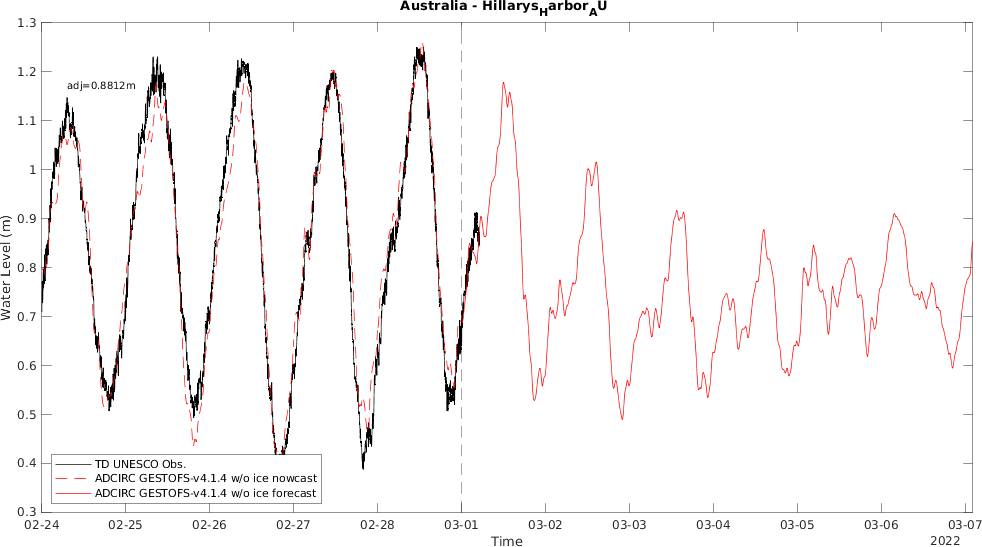 Australia - HillarysHarborAU
1.3
1.2
adj=0.8812m
1.1
1
0.9
0.8
0.7
0.6
0.5
0.4
0.3
Water Level (m)
TD UNESCO Obs.
ADCIRC GESTOFS-v4.1.4 w/o ice nowcast
ADCIRC GESTOFS-v4.1.4 w/o ice forecast
02-24 02-25 02-26 02-27 02-28 03-01 03-02 03-03 03-04 03-05 03-06 03-07
Time
2022